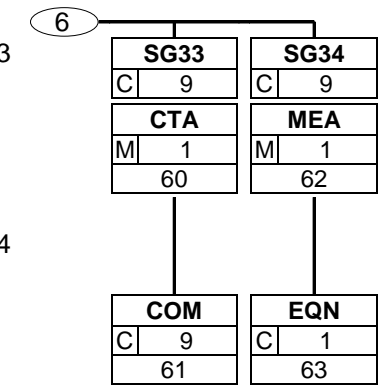 6
3 SG33 SG34
C 9 C 9
CTA MEA
M 1 M 1
60 62
4
COM EQN
C 9 C 1
61 63